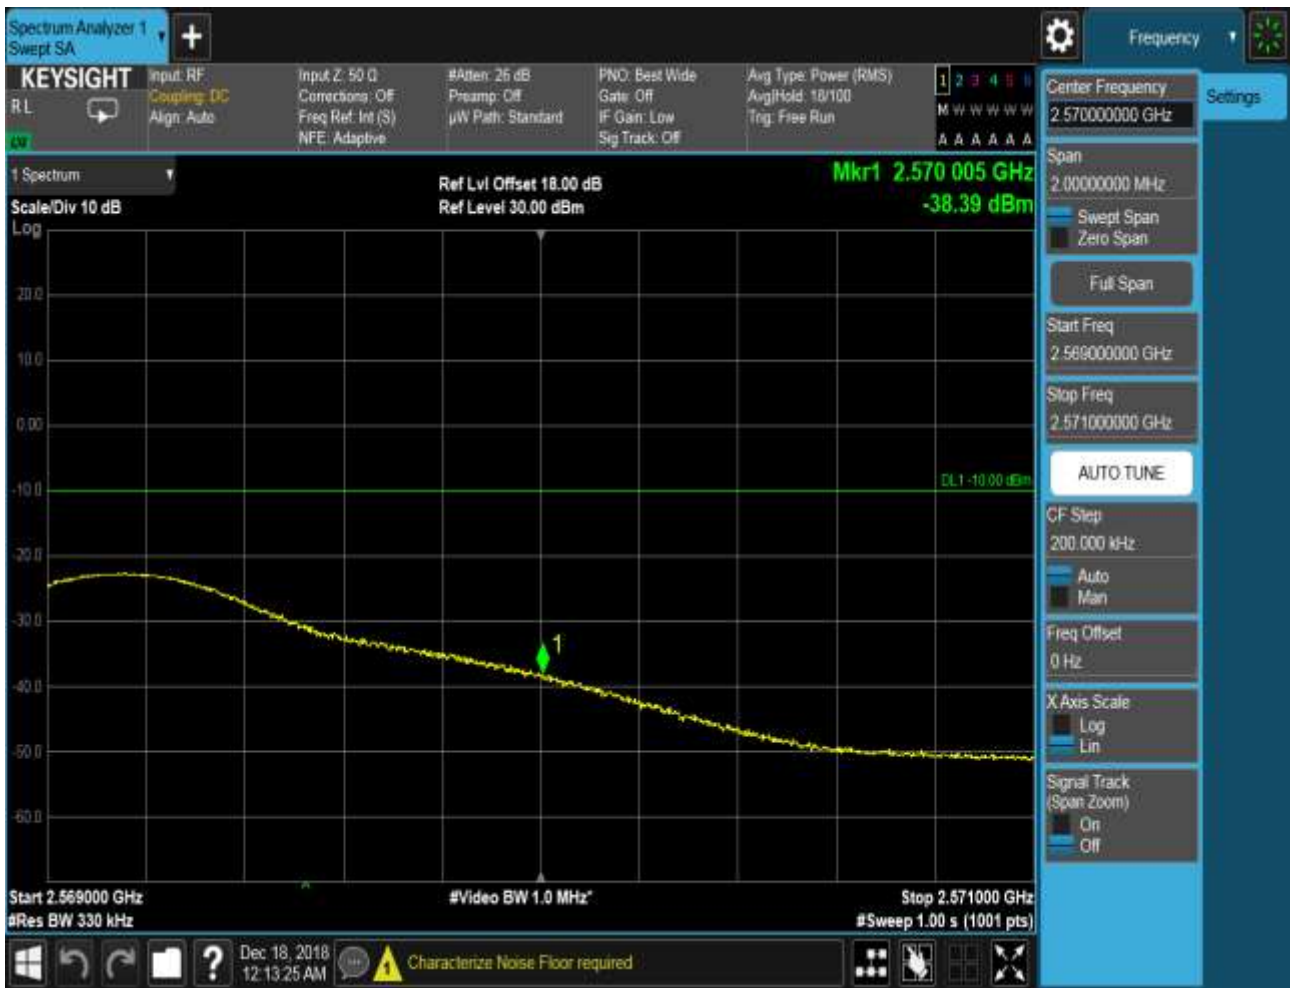 Spectrum Analyzer 1
Swept SA
Frequency
KEYSIGHT
R L
Input: RF
Coupling: DC
Align: Auto
Input Z: 50 Ω
Corrections: Off
Freq Ref: Int (S)
NFE: Adaptive
#Atten: 26 dB
Preamp: Off
µW Path: Standard
PNO: Best Wide
Gate: Off
IF Gain: Low
Sig Track: Off
Avg Type: Power (RMS)
Avg|Hold: 18/100
Trig: Free Run
1 2 3 4 5 6
M W W W W W
A A A A A A
1 Spectrum
Scale/Div 10 dB
Log
Ref Lvl Offset 18.00 dB
Ref Level 30.00 dBm
Mkr1 2.570 005 GHz
-38.39 dBm
20.0
10.0
0.00
-10.0
-20.0
-30.0
-40.0
-50.0
-60.0
DL1 -10.00 dBm
1
Start 2.569000 GHz
#Res BW 330 kHz
#Video BW 1.0 MHz*
Stop 2.571000 GHz
#Sweep 1.00 s (1001 pts)
Center Frequency
2.570000000 GHz
Settings
Span
2.00000000 MHz
Swept Span
Zero Span
Full Span
Start Freq
2.569000000 GHz
Stop Freq
2.571000000 GHz
AUTO TUNE
CF Step
200.000 kHz
Auto
Man
Freq Offset
0 Hz
X Axis Scale
Log
Lin
Signal Track
(Span Zoom)
On
Off
?
Dec 18, 2018
12:13:25 AM
1
Characterize Noise Floor required